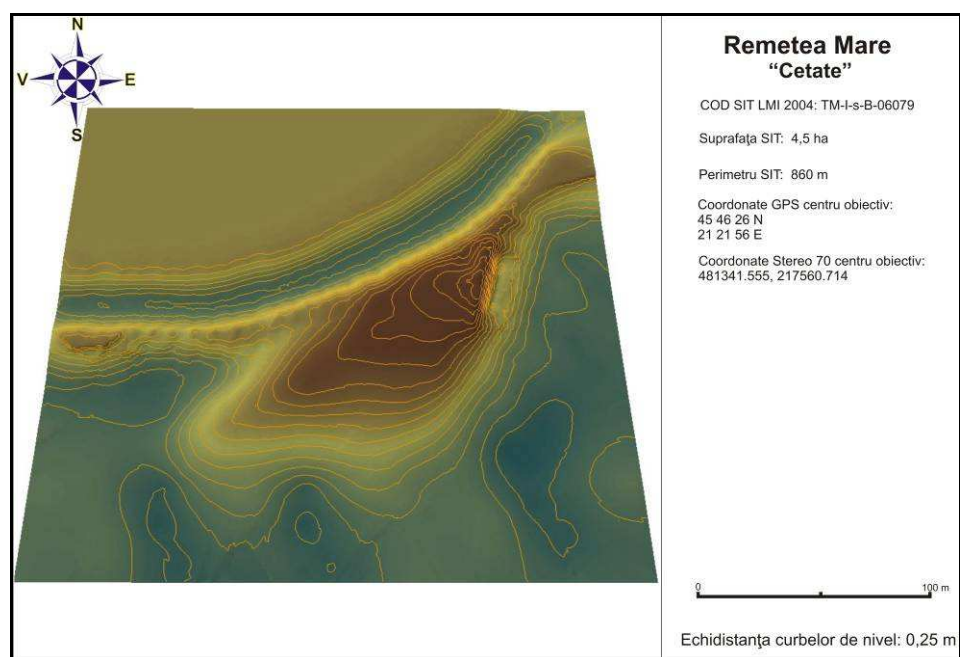 N
V E
S
Remetea Mare
“Cetate”
COD SIT LMI 2004: TM-I-s-B-06079
Suprafaţa SIT: 4,5 ha
Perimetru SIT: 860 m
Coordonate GPS centru obiectiv:
45 46 26 N
21 21 56 E
Coordonate Stereo 70 centru obiectiv:
481341.555, 217560.714
0 100 m
Echidistanţa curbelor de nivel: 0,25 m